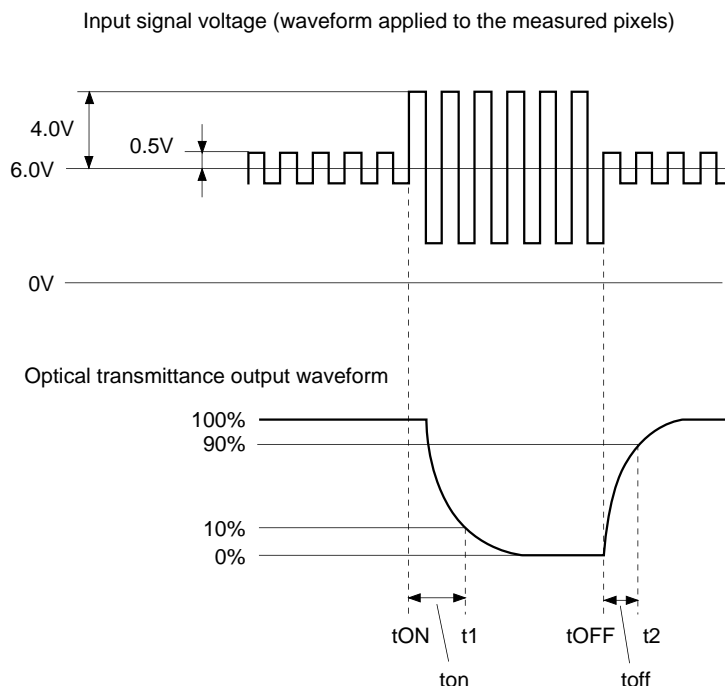 Input signal voltage (waveform applied to the measured pixels)
4.0V
0.5V
6.0V
0V
Optical transmittance output waveform
100%
90%
10%
0%
tON t1 tOFF t2
ton toff